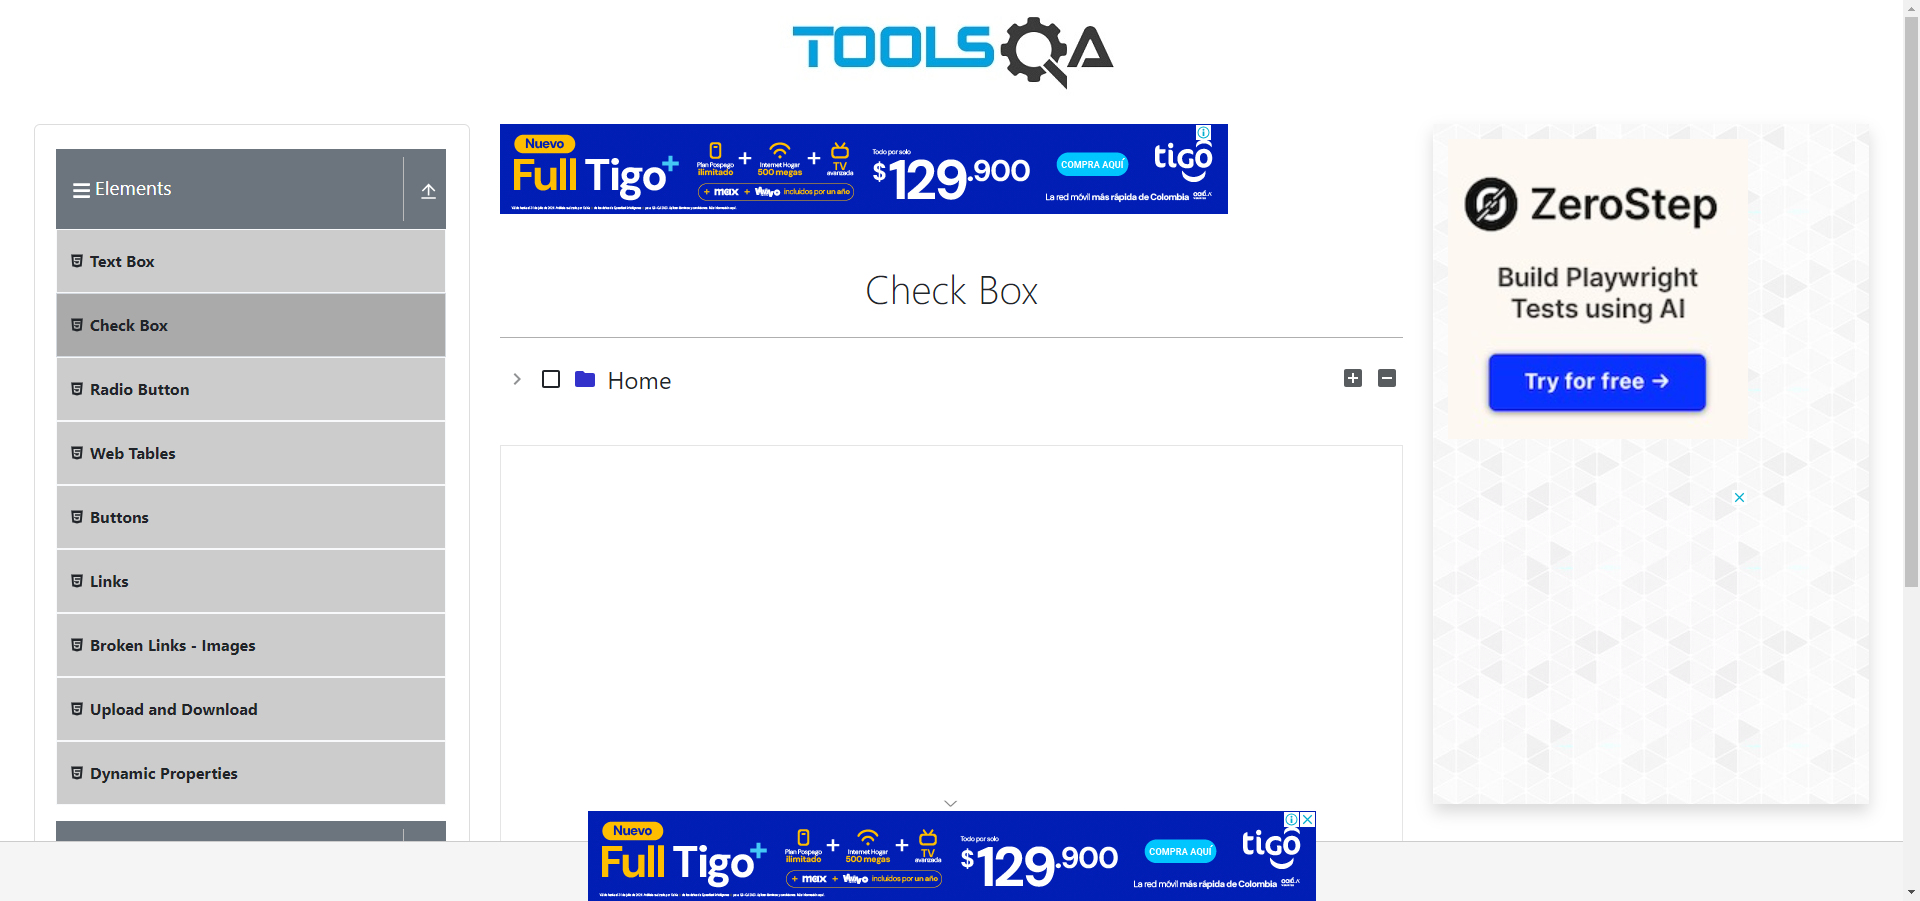 TOOLSQA
Elements
Text Box
Check Box
Radio Button
Web Tables
Buttons
Links
Broken Links - Images
Upload and Download
Dynamic Properties
Nuevo
Full Tigo+
Plan Pospago
ilimitado
+
Internet Hogar
500 megas
+
TV
avanzada
+ max + incluidos por un año
Todo por solo
$129.900
COMPRA AQUÍ
tigo
La red móvil más rápida de Colombia
Check Box
Home
ZeroStep
Build Playwright
Tests using AI
Try for free →
Nuevo
Full Tigo+
Plan Pospago
ilimitado
+
Internet Hogar
500 megas
+
TV
avanzada
+ max + incluidos por un año
Todo por solo
$129.900
COMPRA AQUÍ
tigo
La red móvil más rápida de Colombia